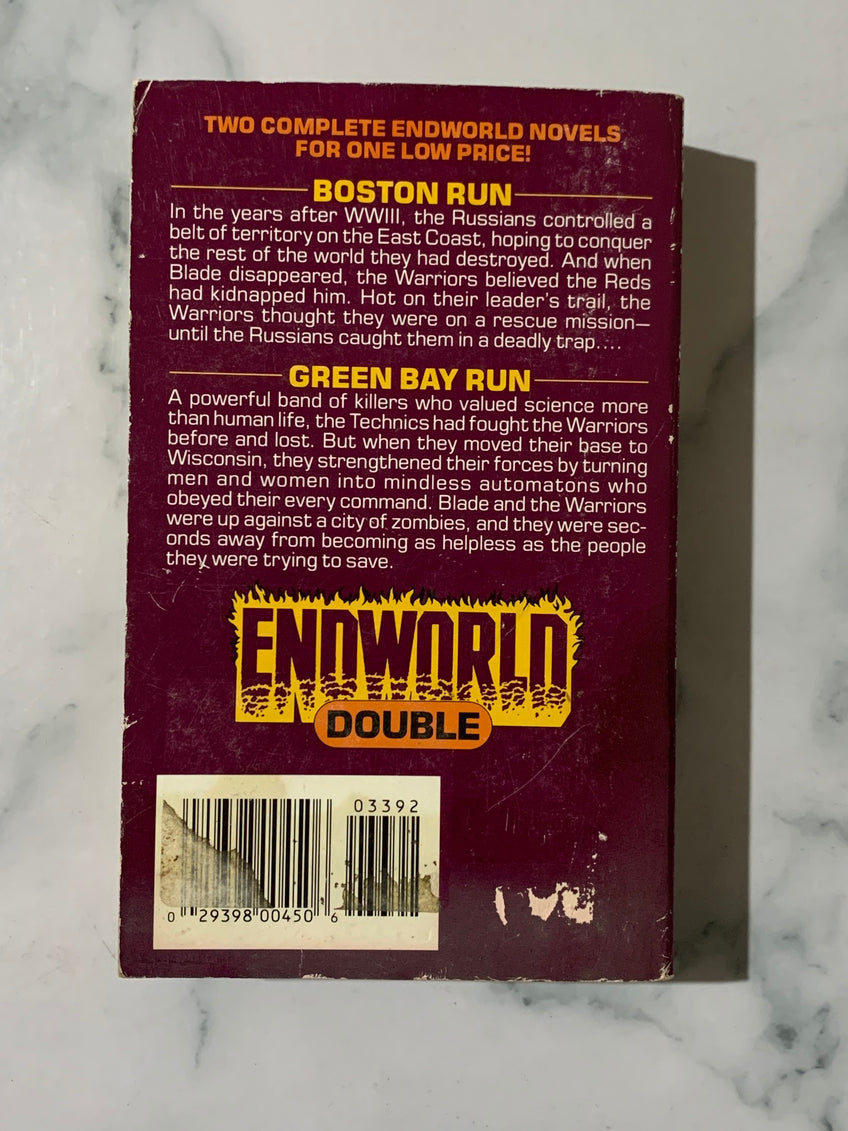 TWO COMPLETE ENDWORLD NOVELS
FOR ONE LOW PRICE!
BOSTON RUN
In the years after WWIII, the Russians controlled a
belt of territory on the East Coast, hoping to conquer
the rest of the world they had destroyed. And when
Blade disappeared, the Warriors believed the Reds
had kidnapped him. Hot on their leader's trail, the
Warriors thought they were on a rescue mission—
until the Russians caught them in a deadly trap....
GREEN BAY RUN
A powerful band of killers who valued science more
than human life, the Technics had fought the Warriors
before and lost. But when they moved their base to
Wisconsin, they strengthened their forces by turning
men and women into mindless automatons who
obeyed their every command. Blade and the Warriors
were up against a city of zombies, and they were sec-
onds away from becoming as helpless as the people
they were trying to save.
ENDWORLD
DOUBLE
03392
0 29398 00450 6